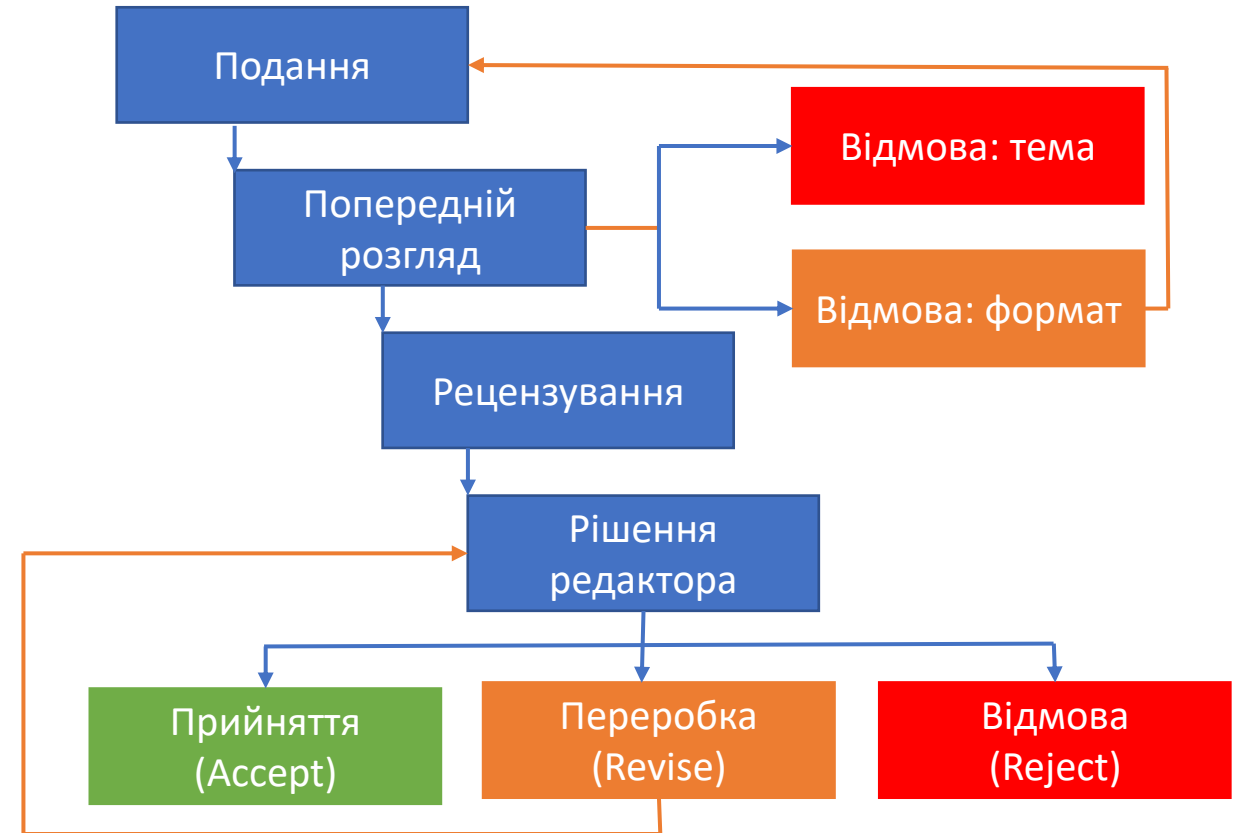 Подання
Відмова: тема
Попередній
розгляд
Відмова: формат
Рецензування
Рішення
редактора
Прийняття
(Accept)
Переробка
(Revise)
Відмова
(Reject)